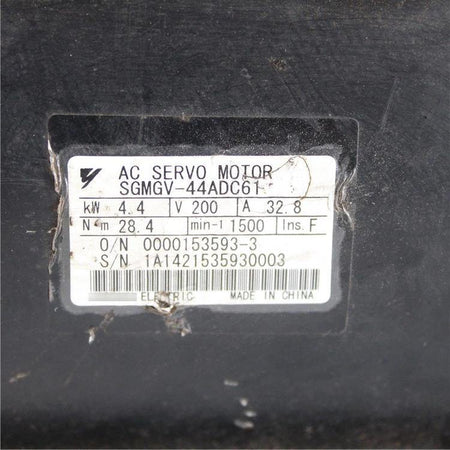 AC SERVO MOTOR
SGMGV-44ADC61
kW 4.4 V 200 A 32.8
N·m 28.4 min-1 1500 Ins. F
O/N 0000153593-3
S/N 1A1421535930003
ELECTRIC MADE IN CHINA